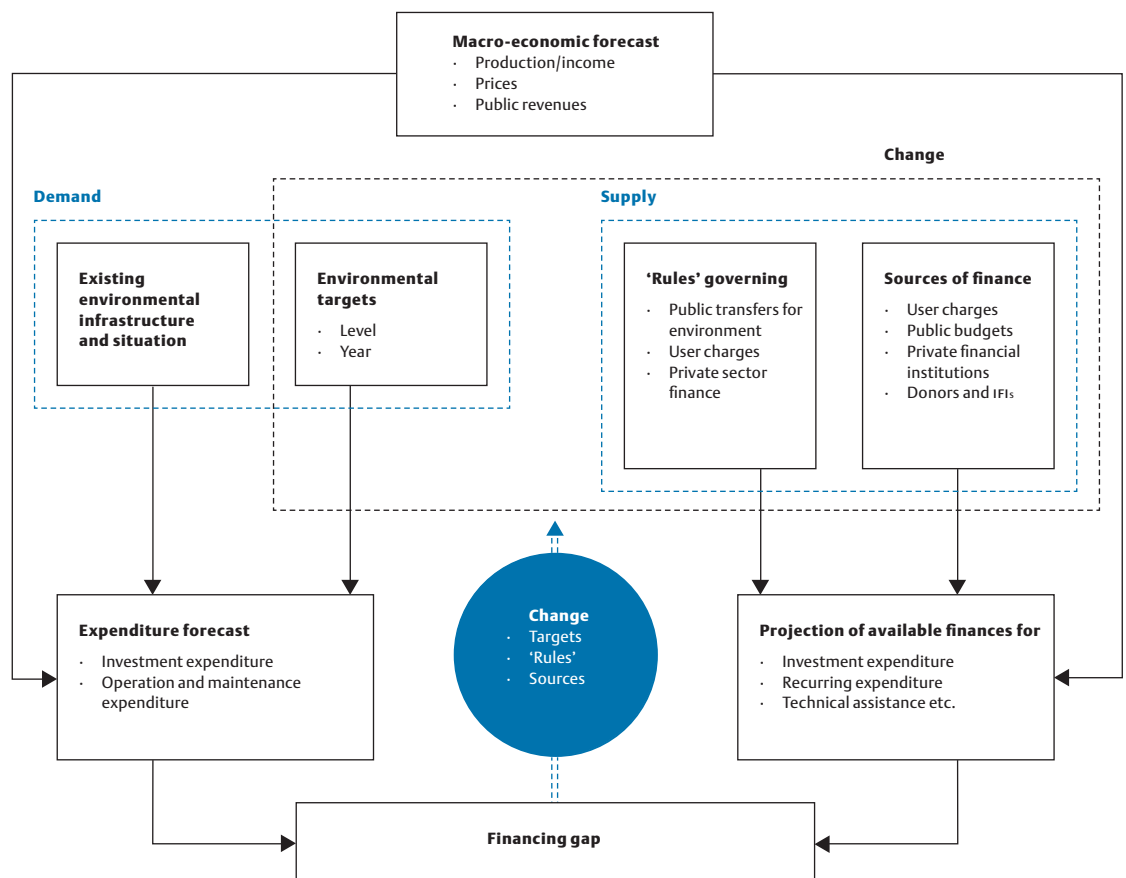 Macro-economic forecast
· Production/income
· Prices
· Public revenues
Change
Demand
Supply
Existing
environmental
infrastructure
and situation
Environmental
targets
· Level
· Year
‘Rules’ governing
· Public transfers for
environment
· User charges
· Private sector
finance
Sources of finance
· User charges
· Public budgets
· Private financial
institutions
· Donors and IFIs
Expenditure forecast
· Investment expenditure
· Operation and maintenance
expenditure
Change
· Targets
· ‘Rules’
· Sources
Projection of available finances for
· Investment expenditure
· Recurring expenditure
· Technical assistance etc.
Financing gap